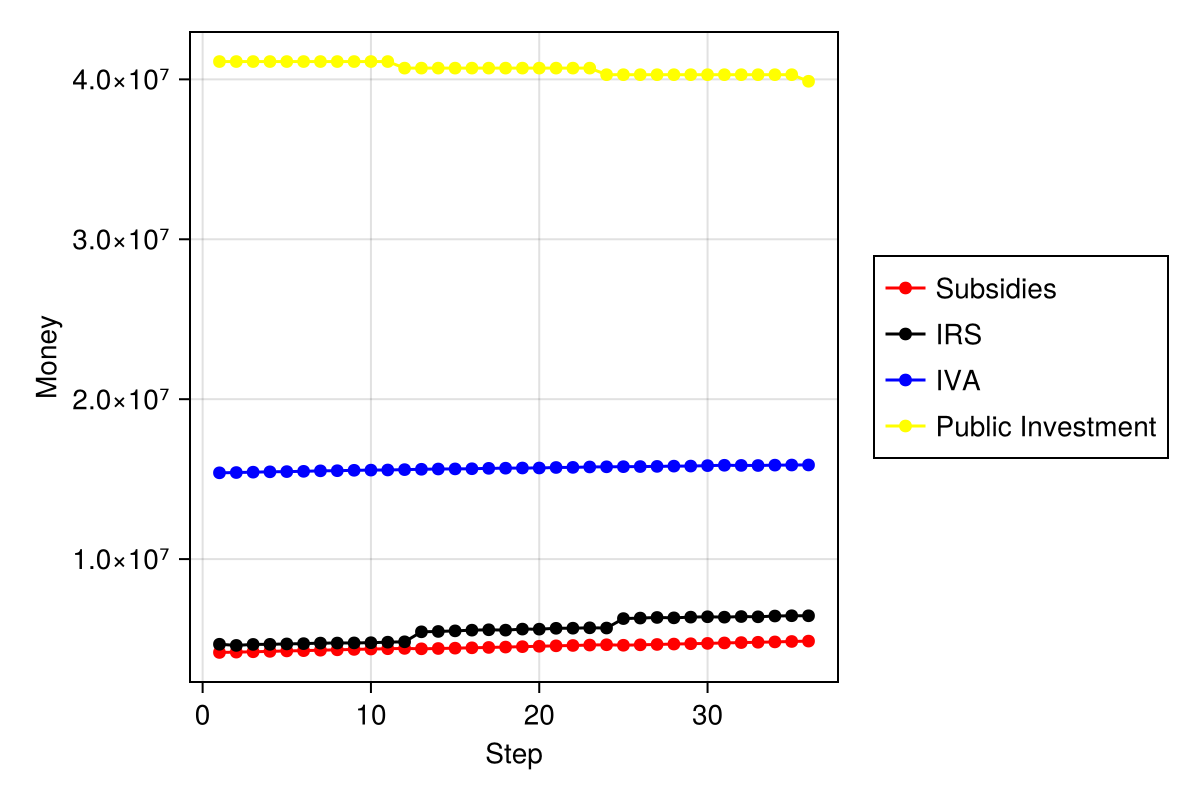 4.0×10⁷
3.0×10⁷
2.0×10⁷
1.0×10⁷
Money
0 10 20 30
Step
Subsidies
IRS
IVA
Public Investment